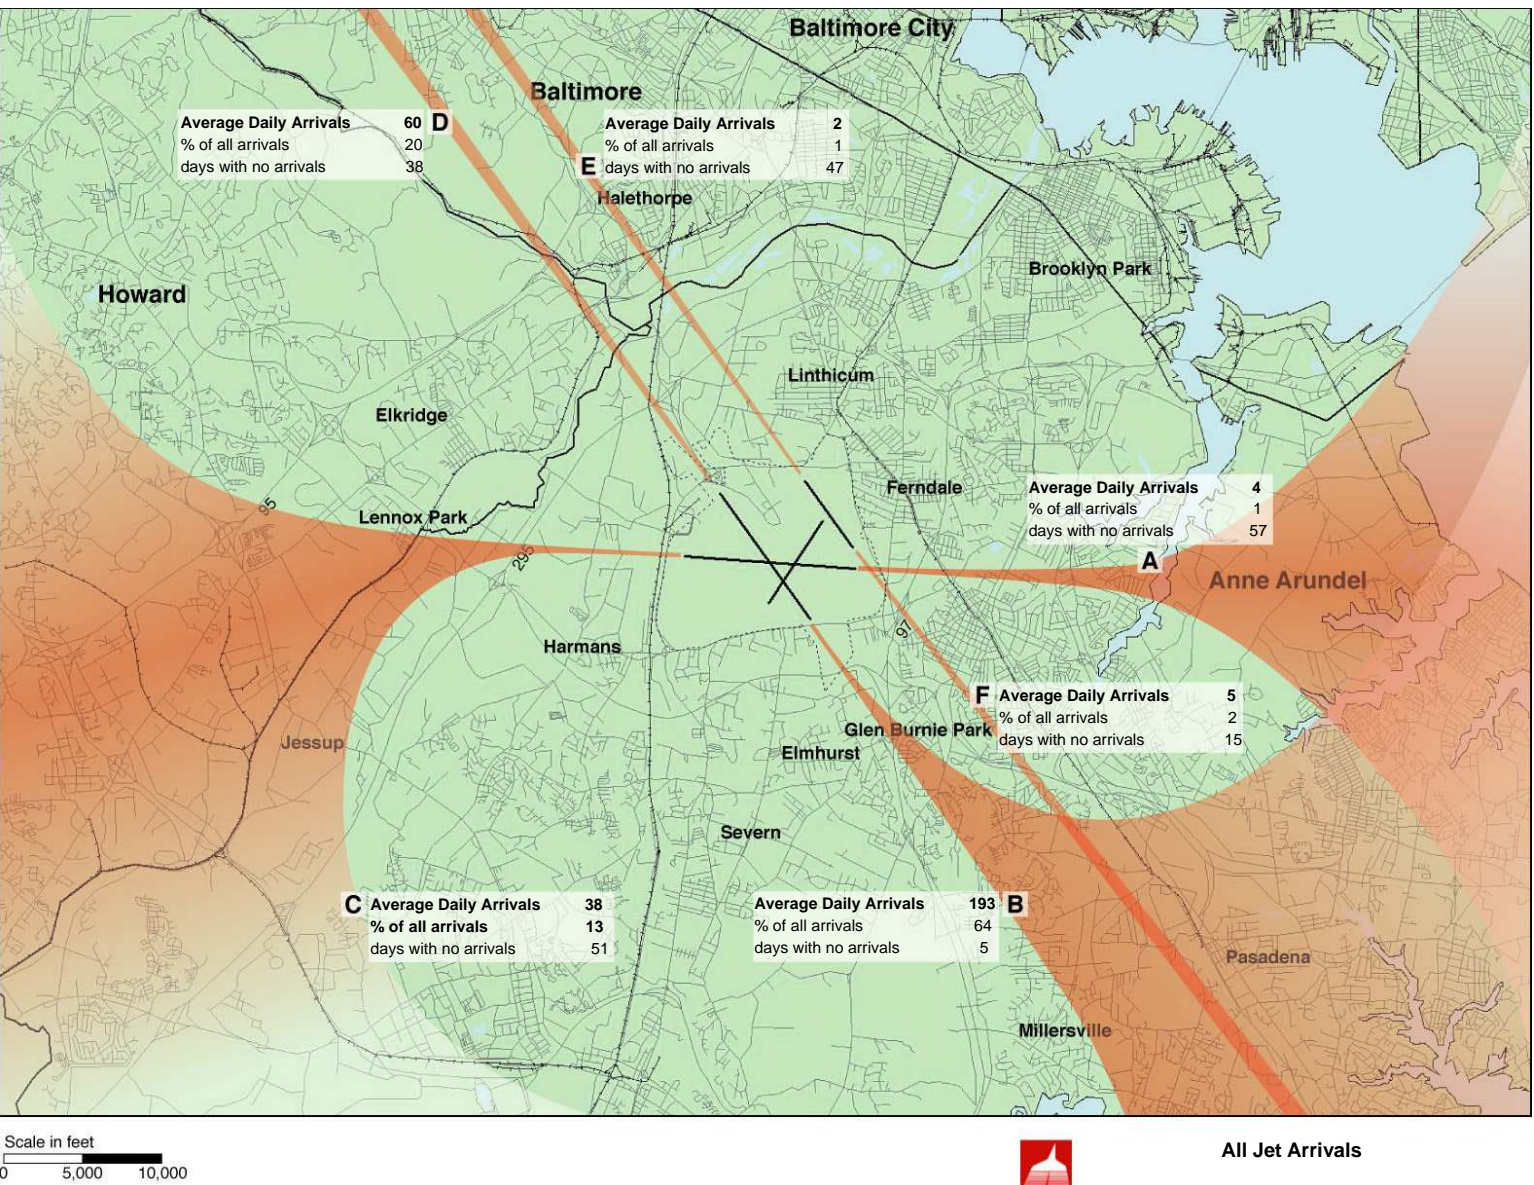 Baltimore City
Baltimore
D
Average Daily Arrivals 60
% of all arrivals 20
days with no arrivals 38
E
Average Daily Arrivals 2
% of all arrivals 1
days with no arrivals 47
Halethorpe
Brooklyn Park
Howard
Linthicum
Elkridge
Ferndale
Average Daily Arrivals 4
% of all arrivals 1
days with no arrivals 57
A
95
Lennox Park
295
Anne Arundel
97
Harmans
F
Average Daily Arrivals 5
% of all arrivals 2
days with no arrivals 15
Glen Burnie Park
Jessup
Elmhurst
Severn
C
Average Daily Arrivals 38
% of all arrivals 13
days with no arrivals 51
Average Daily Arrivals 193
% of all arrivals 64
days with no arrivals 5
B
Pasadena
Millersville
Scale in feet
0 5,000 10,000
All Jet Arrivals